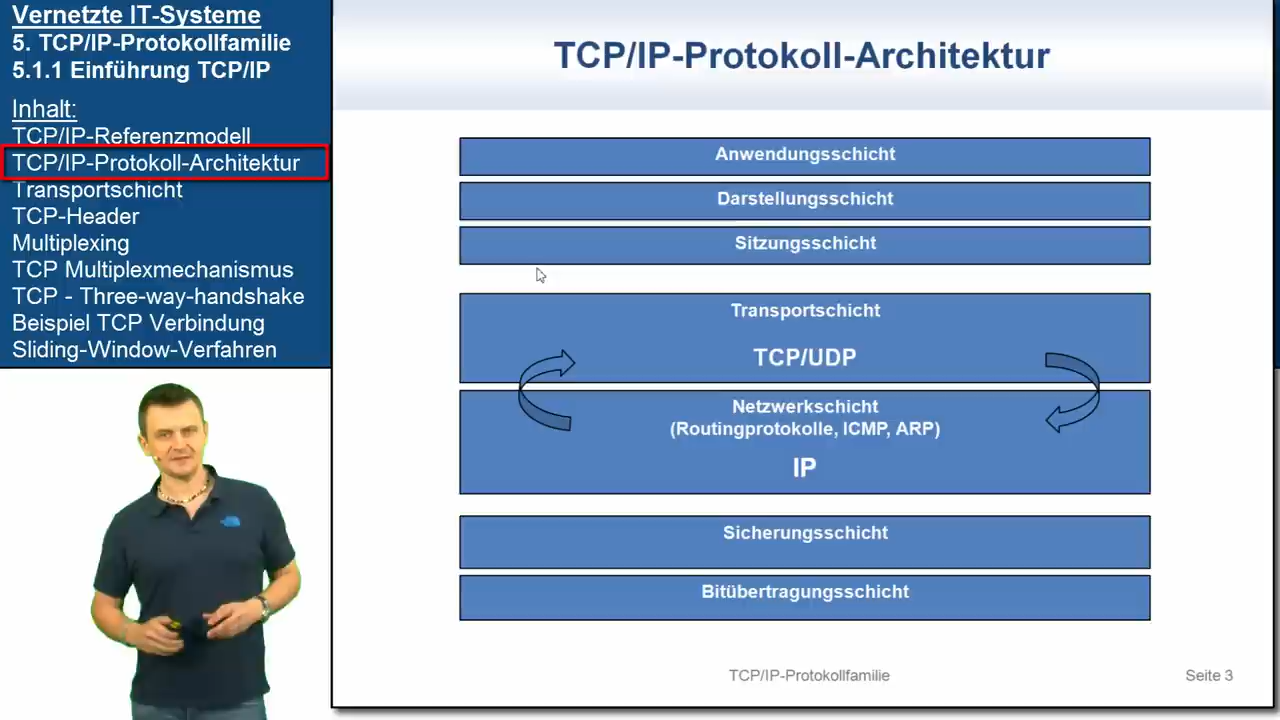 Vernetzte IT-Systeme
5. TCP/IP-Protokollfamilie
5.1.1 Einführung TCP/IP
Inhalt:
TCP/IP-Referenzmodell
TCP/IP-Protokoll-Architektur
Transportschicht
TCP-Header
Multiplexing
TCP Multiplexmechanismus
TCP - Three-way-handshake
Beispiel TCP Verbindung
Sliding-Window-Verfahren
TCP/IP-Protokoll-Architektur
Anwendungsschicht
Darstellungsschicht
Sitzungsschicht
Transportschicht
TCP/UDP
Netzwerkschicht
(Routingprotokolle, ICMP, ARP)
IP
Sicherungsschicht
Bitübertragungsschicht
TCP/IP-Protokollfamilie
Seite 3